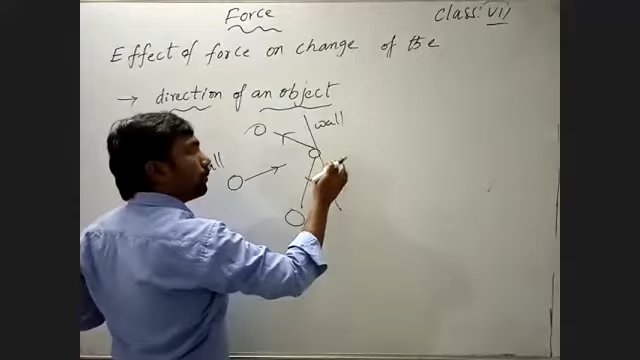 Force
Class: VII
Effect of force on change of the
→ direction of an object
wall